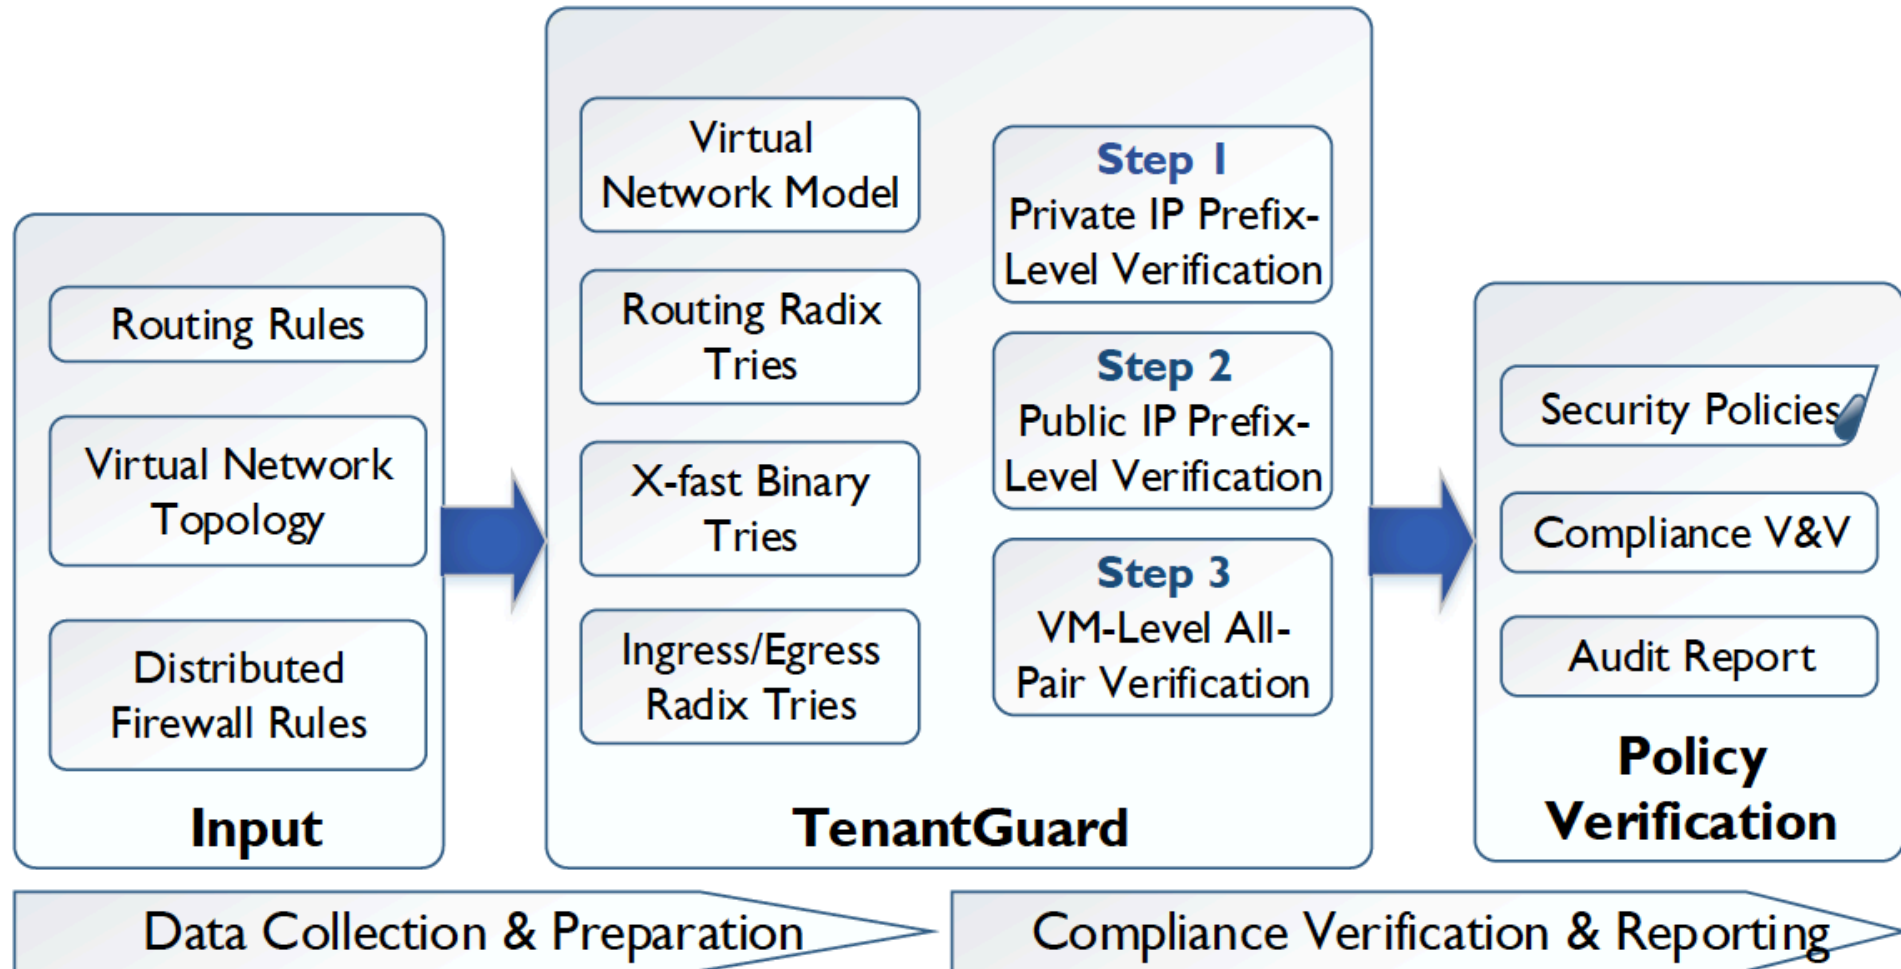 Routing Rules
Virtual Network
Topology
Distributed
Firewall Rules
Input
Virtual
Network Model
Routing Radix
Tries
X-fast Binary
Tries
Ingress/Egress
Radix Tries
Step 1
Private IP Prefix-
Level Verification
Step 2
Public IP Prefix-
Level Verification
Step 3
VM-Level All-
Pair Verification
TenantGuard
Security Policies
Compliance V&V
Audit Report
Policy
Verification
Data Collection & Preparation
Compliance Verification & Reporting